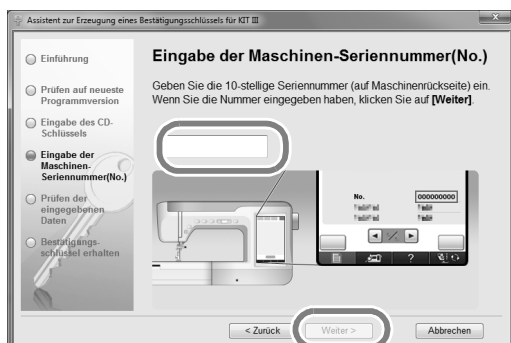 Assistent zur Erzeugung eines Bestätigungsschlüssels für KIT III
Einführung
Prüfen auf neueste
Programmversion
Eingabe des CD-
Schlüssels
Eingabe der
Maschinen-
Seriennummer(No.)
Prüfen der
eingegebenen
Daten
Bestätigungs-
schlüssel erhalten
Eingabe der Maschinen-Seriennummer(No.)
Geben Sie die 10-stellige Seriennummer (auf Maschinenrückseite) ein.
Wenn Sie die Nummer eingegeben haben, klicken Sie auf [Weiter].
No. 000000000
?
< Zurück Weiter > Abbrechen